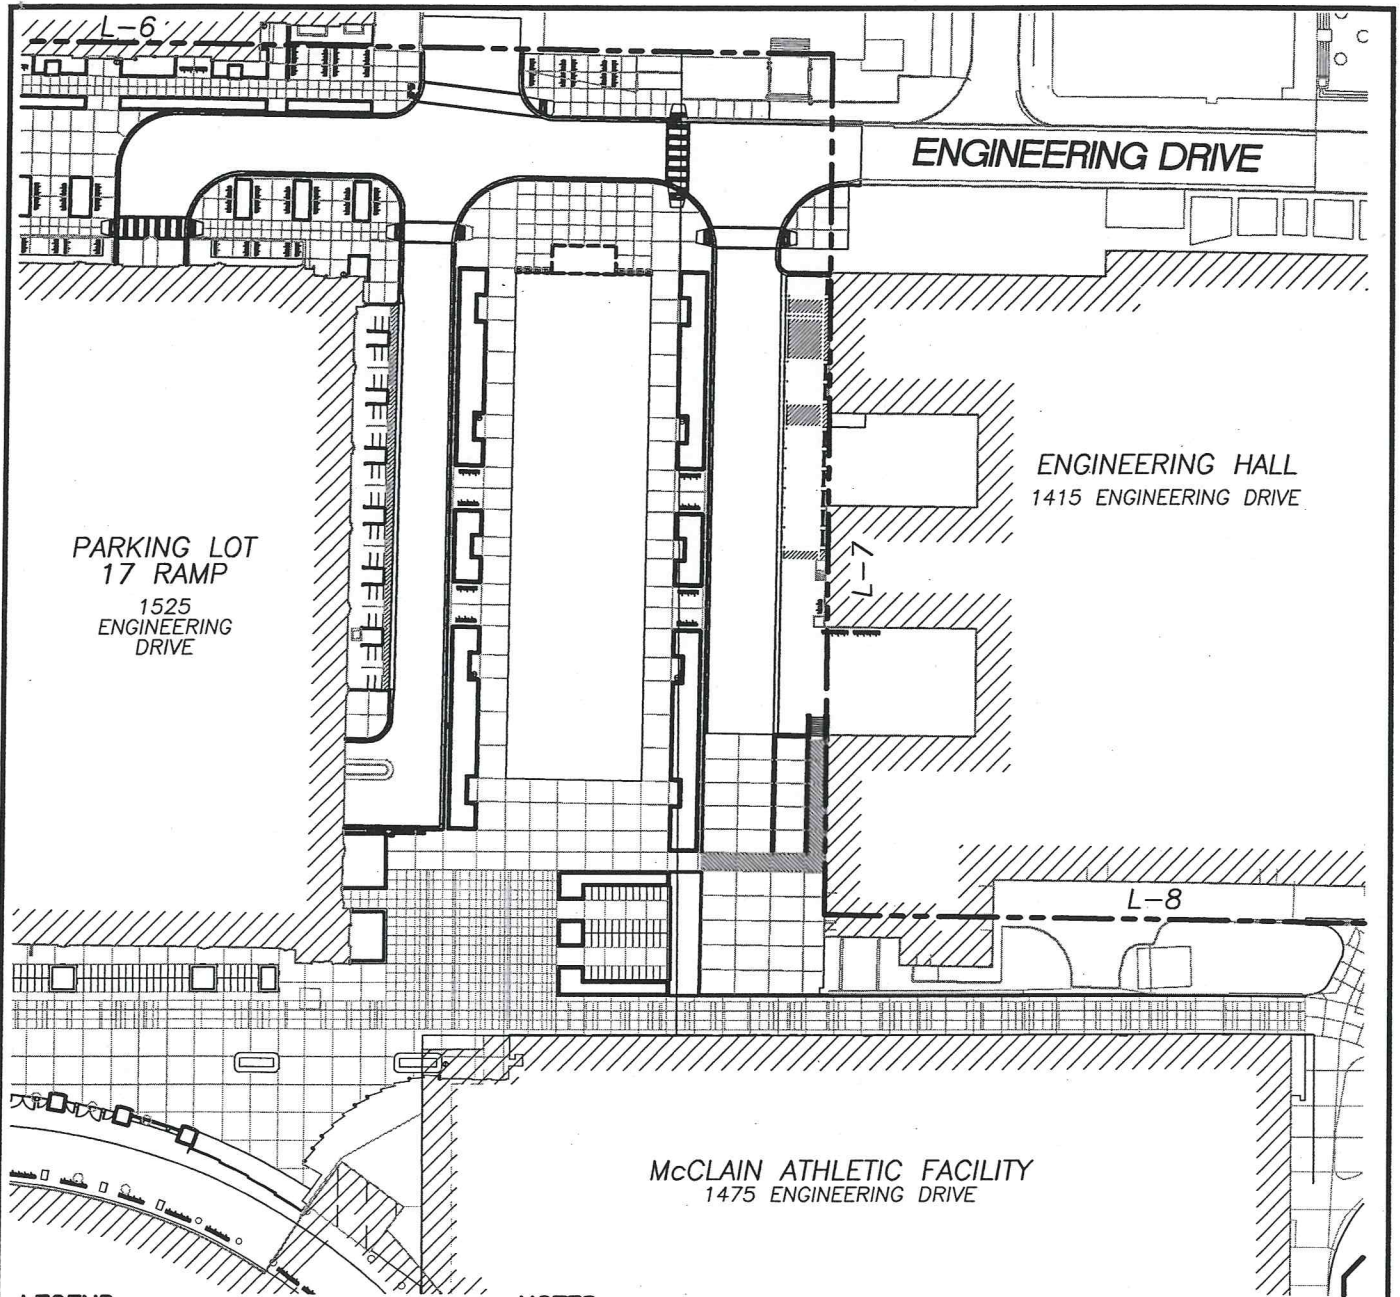 L-6
ENGINEERING DRIVE
ENGINEERING HALL
1415 ENGINEERING DRIVE
PARKING LOT
17 RAMP
1525
ENGINEERING
DRIVE
L-7
L-8
McCLAIN ATHLETIC FACILITY
1475 ENGINEERING DRIVE